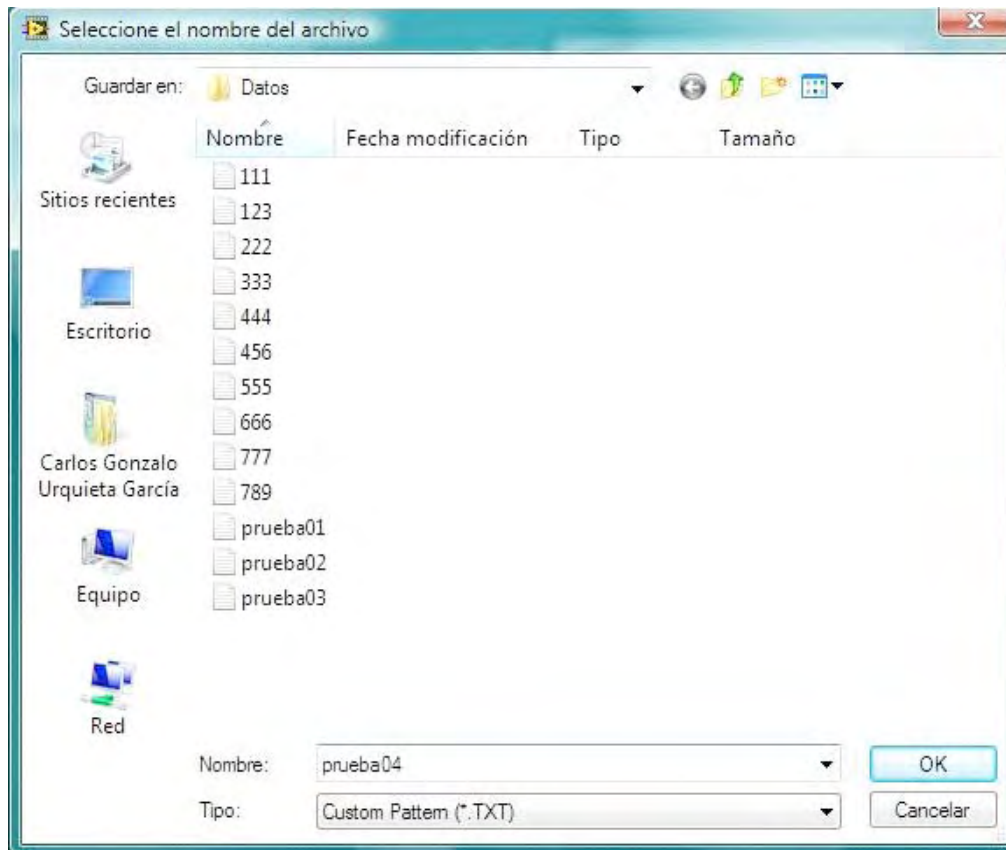 Seleccione el nombre del archivo
Guardar en: Datos
Nombre Fecha modificación Tipo Tamaño
111
123
222
333
444
456
555
666
777
789
prueba01
prueba02
prueba03
Sitios recientes
Escritorio
Carlos Gonzalo
Urquieta García
Equipo
Red
Nombre: prueba04 OK
Tipo: Custom Pattern (*.TXT) Cancelar